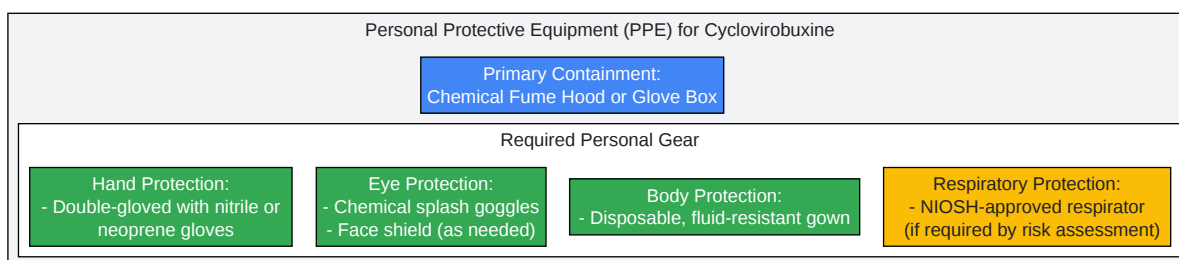 Personal Protective Equipment (PPE) for Cyclovirobuxine
Primary Containment:
Chemical Fume Hood or Glove Box
Required Personal Gear
Hand Protection:
- Double-gloved with nitrile or
neoprene gloves
Eye Protection:
- Chemical splash goggles
- Face shield (as needed)
Body Protection:
- Disposable, fluid-resistant gown
Respiratory Protection:
- NIOSH-approved respirator
(if required by risk assessment)